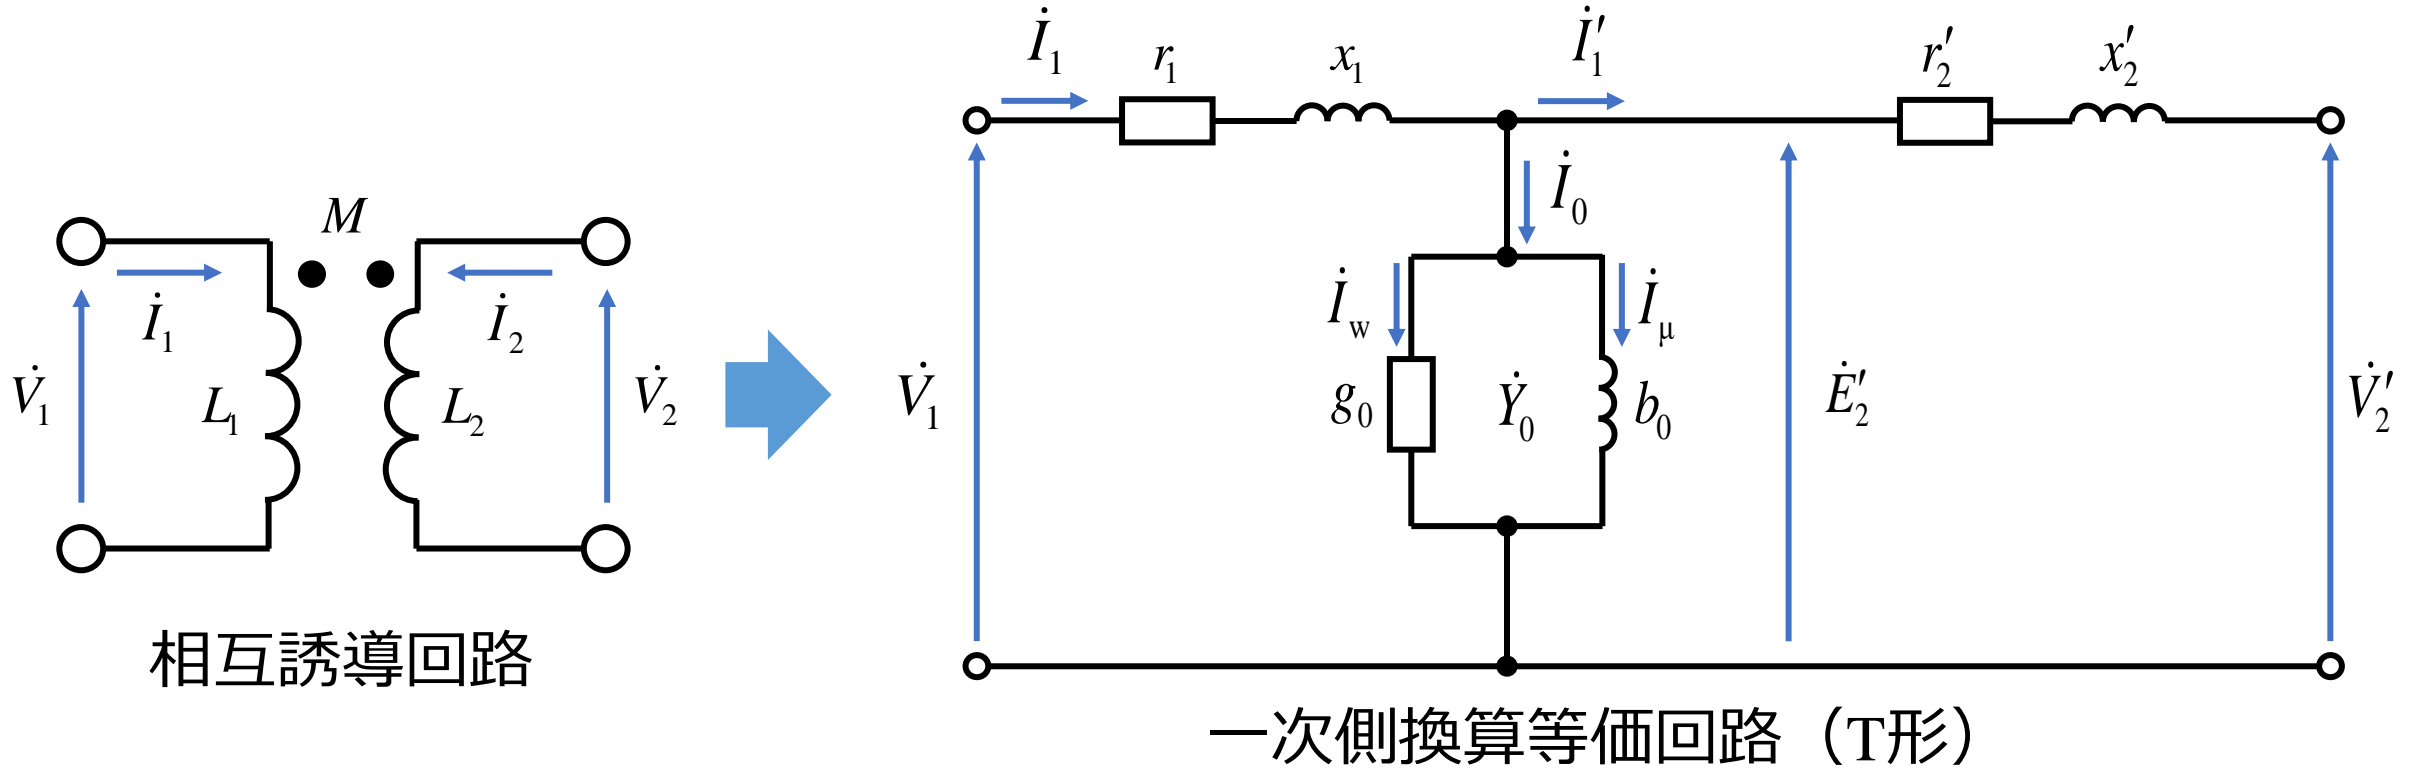 M
İ₁
İ₂
V̇₁
L₁
L₂
V̇₂
相互誘導回路
İ₁
r₁
x₁
İ₁′
r₂′
x₂′
İ₀
İw
İμ
V̇₁
g₀
Ẏ₀
b₀
Ė₂′
V̇₂′
一次側換算等価回路（T形）